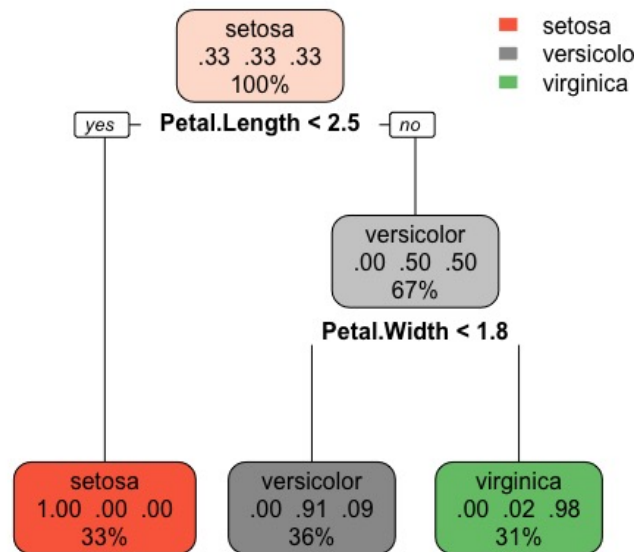 setosa
.33 .33 .33
100%
setosa
versicolo
virginica
yes Petal.Length < 2.5 no
versicolor
.00 .50 .50
67%
Petal.Width < 1.8
setosa
1.00 .00 .00
33%
versicolor
.00 .91 .09
36%
virginica
.00 .02 .98
31%